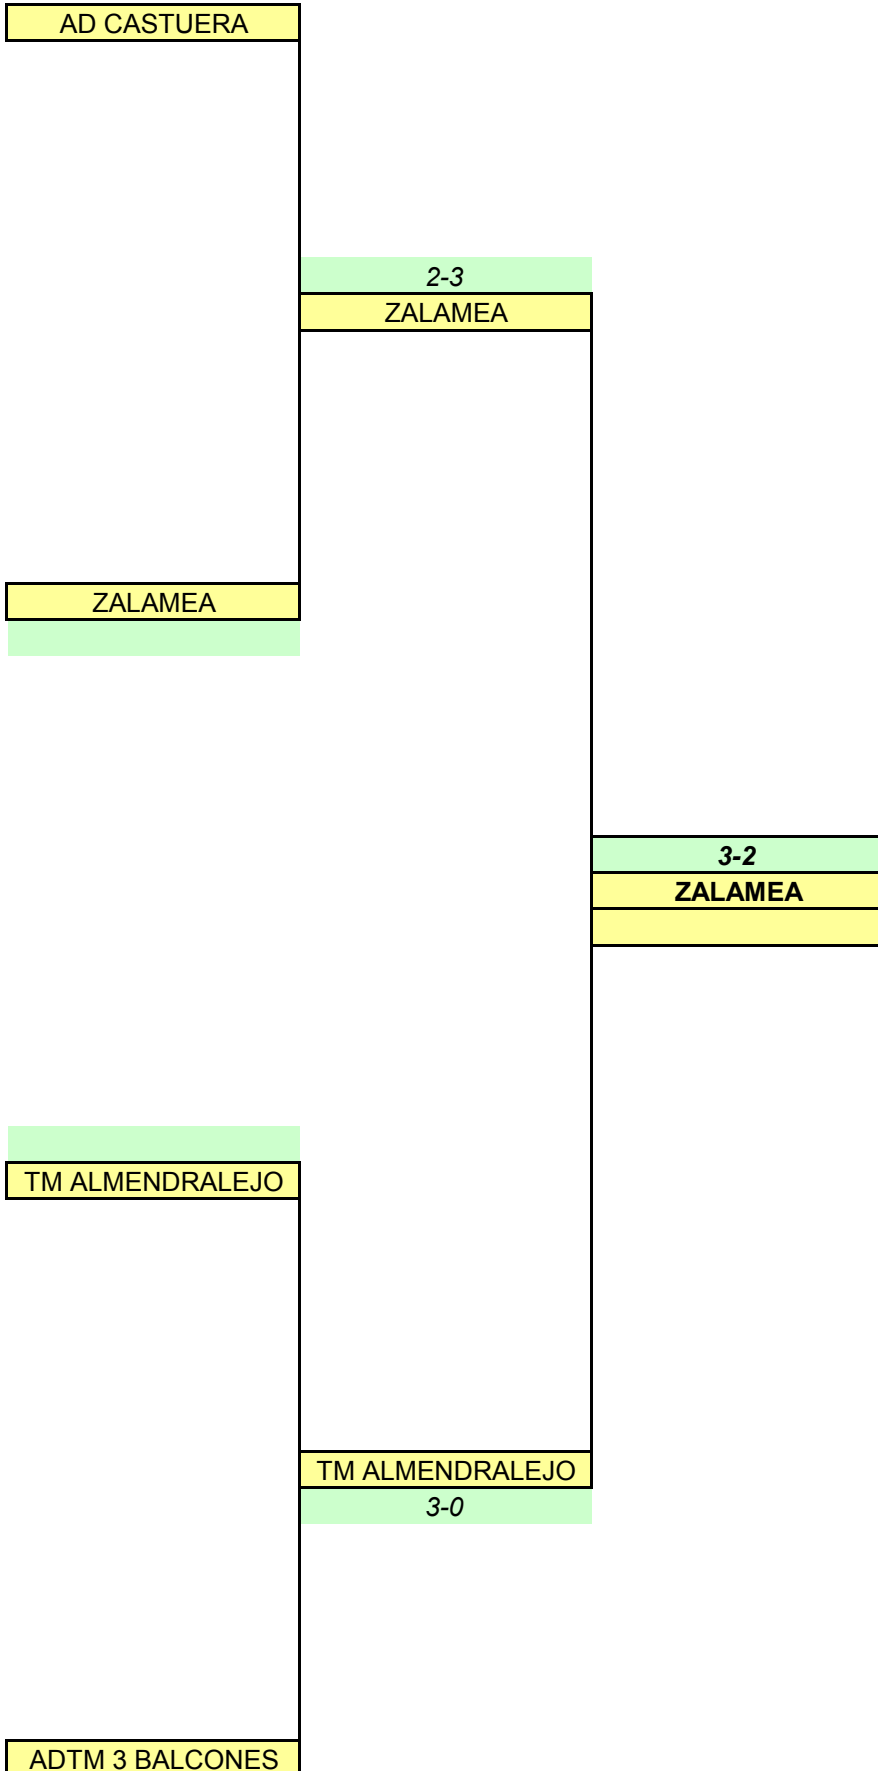 AD CASTUERA
2-3
ZALAMEA
ZALAMEA
3-2
ZALAMEA
TM ALMENDRALEJO
TM ALMENDRALEJO
3-0
ADTM 3 BALCONES